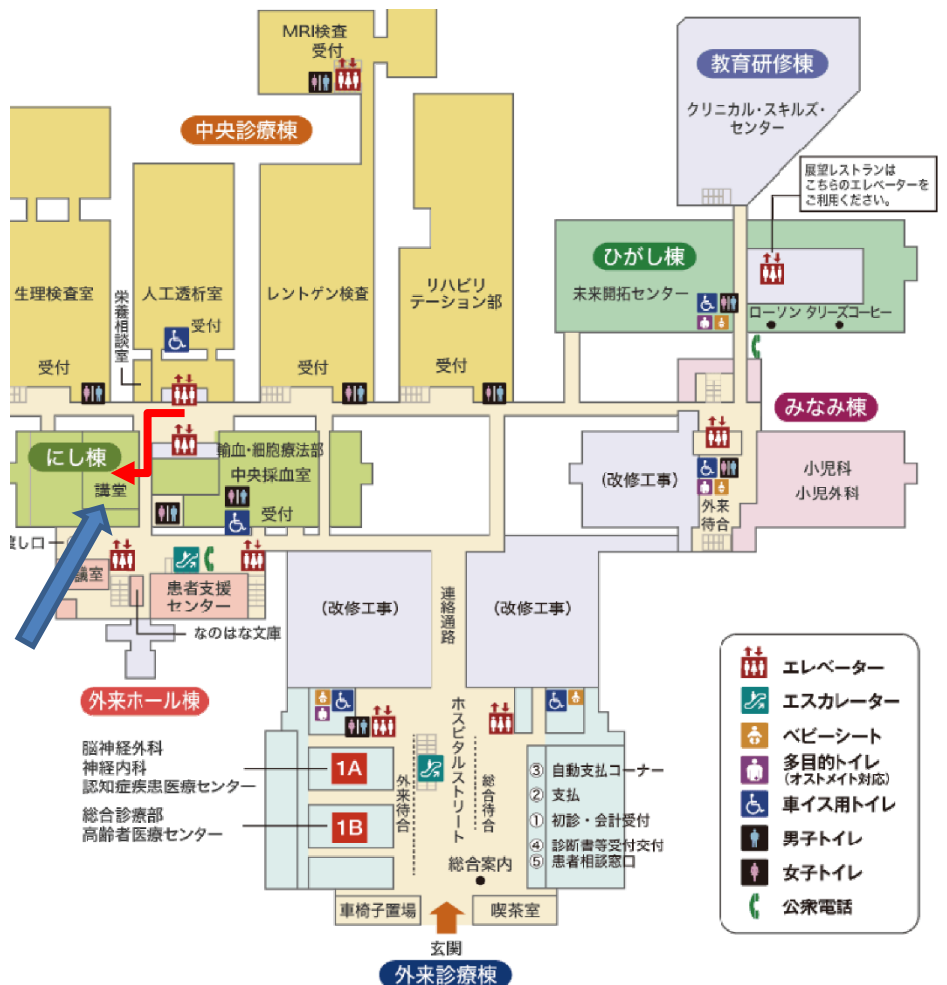 MRI検査
受付
教育研修棟
クリニカル・スキルズ・
センター
中央診療棟
展望レストランは
こちらのエレベーターを
ご利用ください。
ひがし棟
未来開拓センター
ローソン タリーズコーヒー
生理検査室
受付
栄養相談室
人工透析室
受付
レントゲン検査
受付
リハビリ
テーション部
受付
みなみ棟
小児科
小児外科
外来
待合
(改修工事)
にし棟
講堂
輸血・細胞療法部
中央採血室
受付
渡し口
議室
患者支援
センター
なのはな文庫
外来ホール棟
(改修工事)
連絡通路
(改修工事)
脳神経外科
神経内科
認知症疾患医療センター
総合診療部
高齢者医療センター
1A
1B
外来待合
ホスピタルストリート
総合待合
③ 自動支払コーナー
② 支払
① 初診・会計受付
④ 診断書等受付交付
⑤ 患者相談窓口
総合案内
車椅子置場
喫茶室
玄関
外来診療棟
エレベーター
エスカレーター
ベビーシート
多目的トイレ
(オストメイト対応)
車イス用トイレ
男子トイレ
女子トイレ
公衆電話